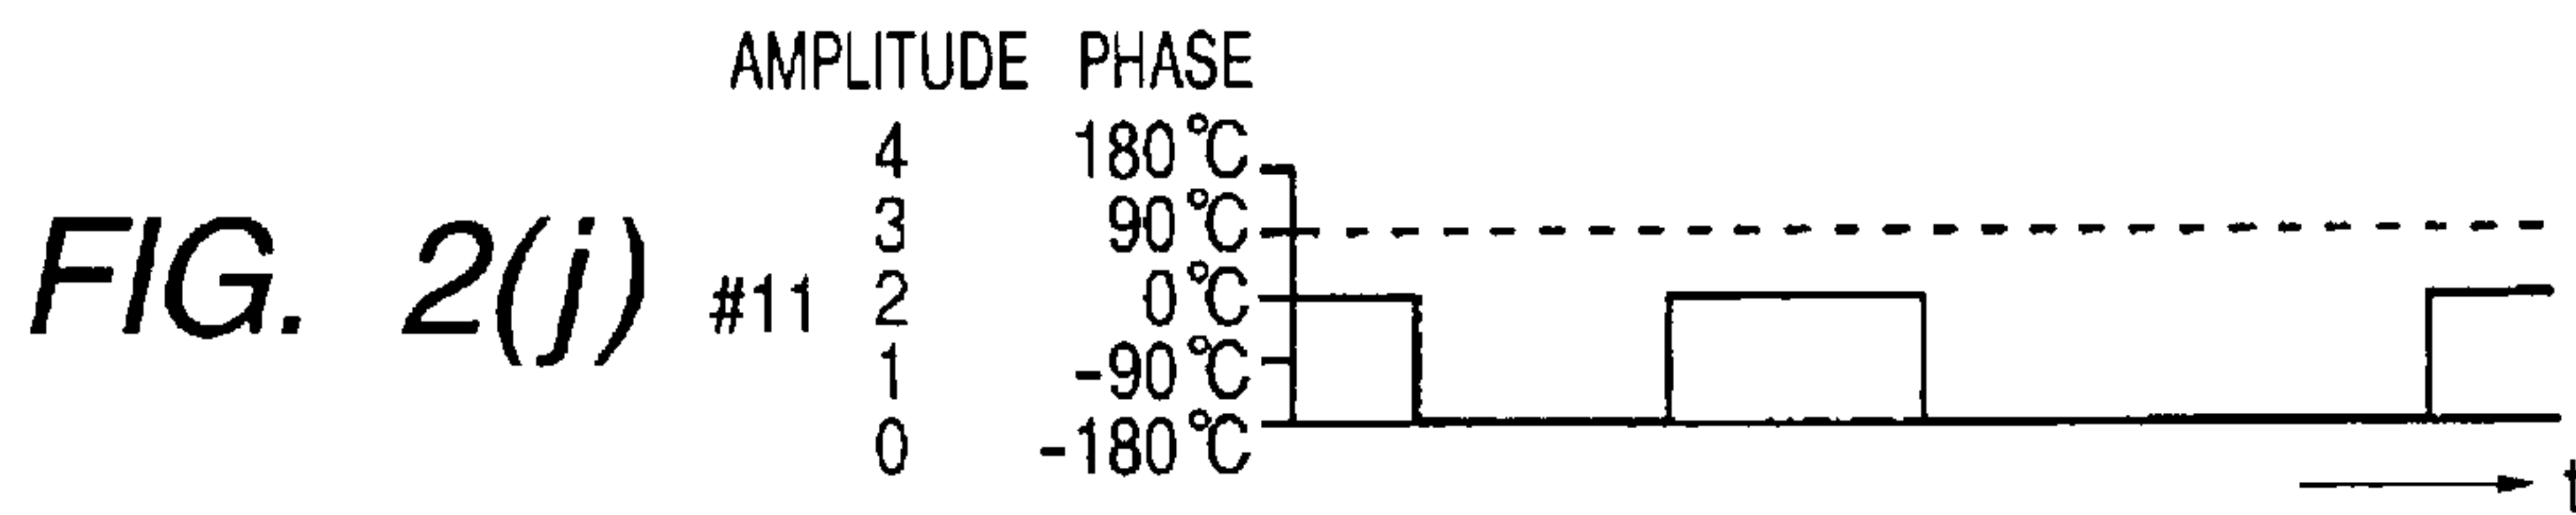 AMPLITUDE PHASE
4 180°C
3 90°C
FIG. 2(j) #11 2 0°C
1 -90°C
0 -180°C
t